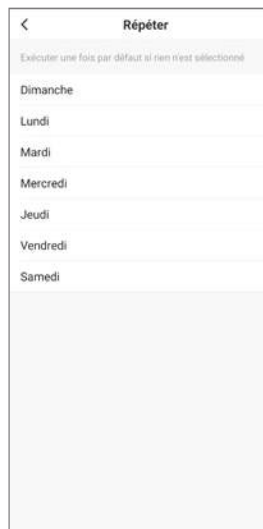 Répéter
Exécuter une fois par défaut si rien n'est sélectionné
Dimanche
Lundi
Mardi
Mercredi
Jeudi
Vendredi
Samedi